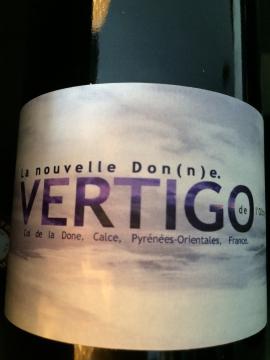 La nouvelle Don(n)e.
VERTIGO de
Col de la Done, Calce, Pyrénées-Orientales, France.